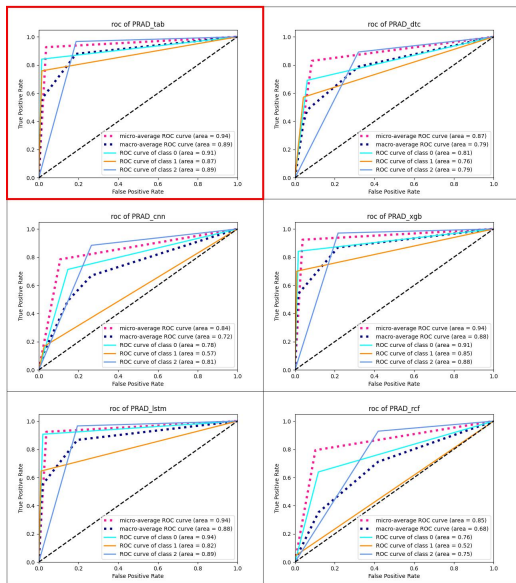 roc of PRAD_tab
True Positive Rate
1.0
0.8
0.6
0.4
0.2
0.0
micro-average ROC curve (area = 0.94)
macro-average ROC curve (area = 0.89)
ROC curve of class 0 (area = 0.91)
ROC curve of class 1 (area = 0.87)
ROC curve of class 2 (area = 0.89)
0.0 0.2 0.4 0.6 0.8 1.0
False Positive Rate
roc of PRAD_dtc
True Positive Rate
1.0
0.8
0.6
0.4
0.2
0.0
micro-average ROC curve (area = 0.87)
macro-average ROC curve (area = 0.79)
ROC curve of class 0 (area = 0.81)
ROC curve of class 1 (area = 0.76)
ROC curve of class 2 (area = 0.79)
0.0 0.2 0.4 0.6 0.8 1.0
False Positive Rate
roc of PRAD_cnn
True Positive Rate
1.0
0.8
0.6
0.4
0.2
0.0
micro-average ROC curve (area = 0.84)
macro-average ROC curve (area = 0.72)
ROC curve of class 0 (area = 0.78)
ROC curve of class 1 (area = 0.57)
ROC curve of class 2 (area = 0.81)
0.0 0.2 0.4 0.6 0.8 1.0
False Positive Rate
roc of PRAD_xgb
True Positive Rate
1.0
0.8
0.6
0.4
0.2
0.0
micro-average ROC curve (area = 0.94)
macro-average ROC curve (area = 0.88)
ROC curve of class 0 (area = 0.91)
ROC curve of class 1 (area = 0.85)
ROC curve of class 2 (area = 0.88)
0.0 0.2 0.4 0.6 0.8 1.0
False Positive Rate
roc of PRAD_lstm
True Positive Rate
1.0
0.8
0.6
0.4
0.2
0.0
micro-average ROC curve (area = 0.94)
macro-average ROC curve (area = 0.88)
ROC curve of class 0 (area = 0.94)
ROC curve of class 1 (area = 0.82)
ROC curve of class 2 (area = 0.89)
0.0 0.2 0.4 0.6 0.8 1.0
False Positive Rate
roc of PRAD_rcf
True Positive Rate
1.0
0.8
0.6
0.4
0.2
0.0
micro-average ROC curve (area = 0.85)
macro-average ROC curve (area = 0.68)
ROC curve of class 0 (area = 0.76)
ROC curve of class 1 (area = 0.52)
ROC curve of class 2 (area = 0.75)
0.0 0.2 0.4 0.6 0.8 1.0
False Positive Rate